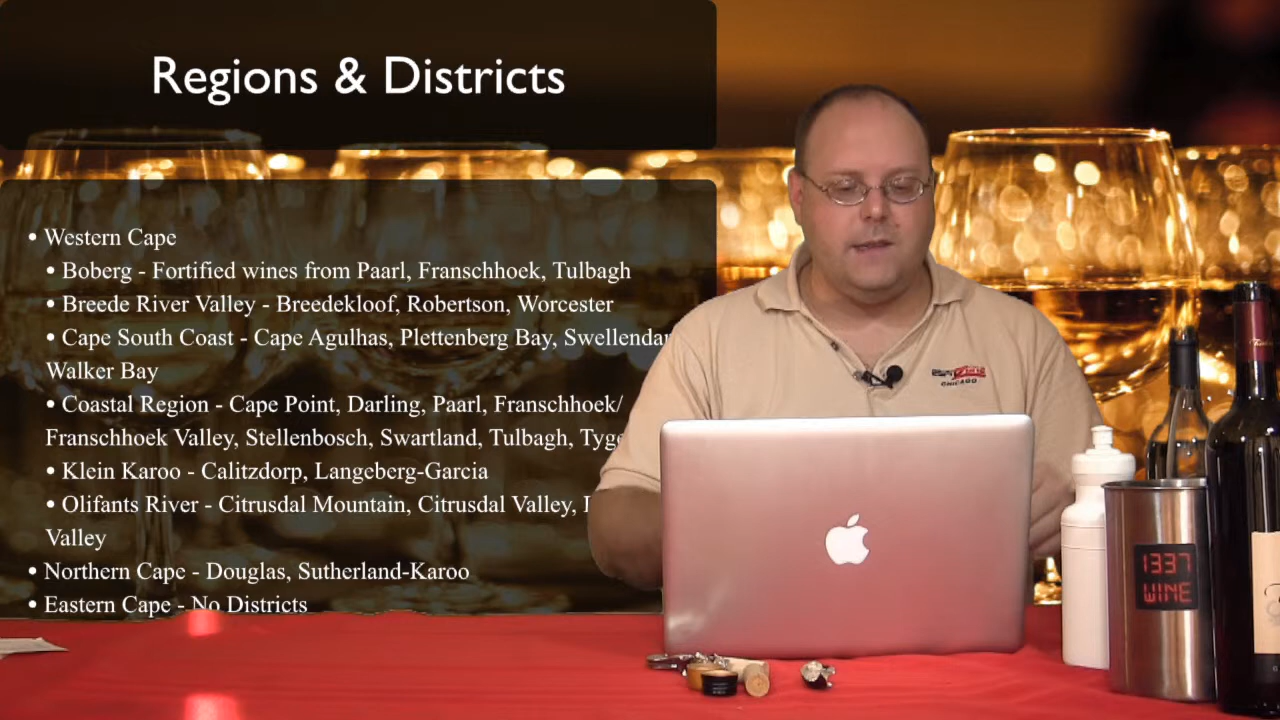 Regions & Districts
• Western Cape
• Boberg - Fortified wines from Paarl, Franschhoek, Tulbagh
• Breede River Valley - Breedekloof, Robertson, Worcester
• Cape South Coast - Cape Agulhas, Plettenberg Bay,
Walker Bay
• Coastal Region - Cape Point, Darling, Paarl, Franschhoek/
Franschhoek Valley, Stellenbosch, Swartland, Tulbagh,
• Klein Karoo - Calitzdorp, Langeberg-Garcia
• Olifants River - Citrusdal Mountain, Citrusdal Valley,
Valley
• Northern Cape - Douglas, Sutherland-Karoo
• Eastern Cape - No Districts
CHICAGO
1337
WINE